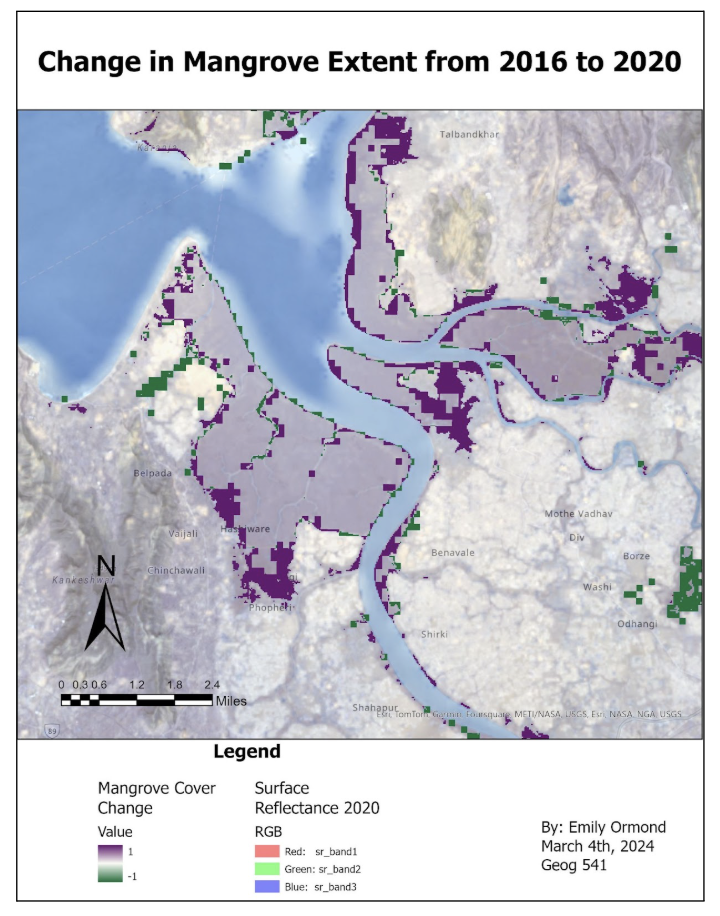 Change in Mangrove Extent from 2016 to 2020
Talbandkhar
Karanja
Belpada
Vaijali
Hashiware
Mothe Vadhav
Div
Benavale
Borze
Kankeshwar
Chinchawali
Washi
Phopheri
Odhangi
Shirki
N
0 0.3 0.6 1.2 1.8 2.4
Miles
Shahapur
Esri, TomTom, Garmin, Foursquare, METI/NASA, USGS, Esri, NASA, NGA, USGS
Legend
Mangrove Cover
Change
Value
1
-1
Surface
Reflectance 2020
RGB
Red: sr_band1
Green: sr_band2
Blue: sr_band3
By: Emily Ormond
March 4th, 2024
Geog 541